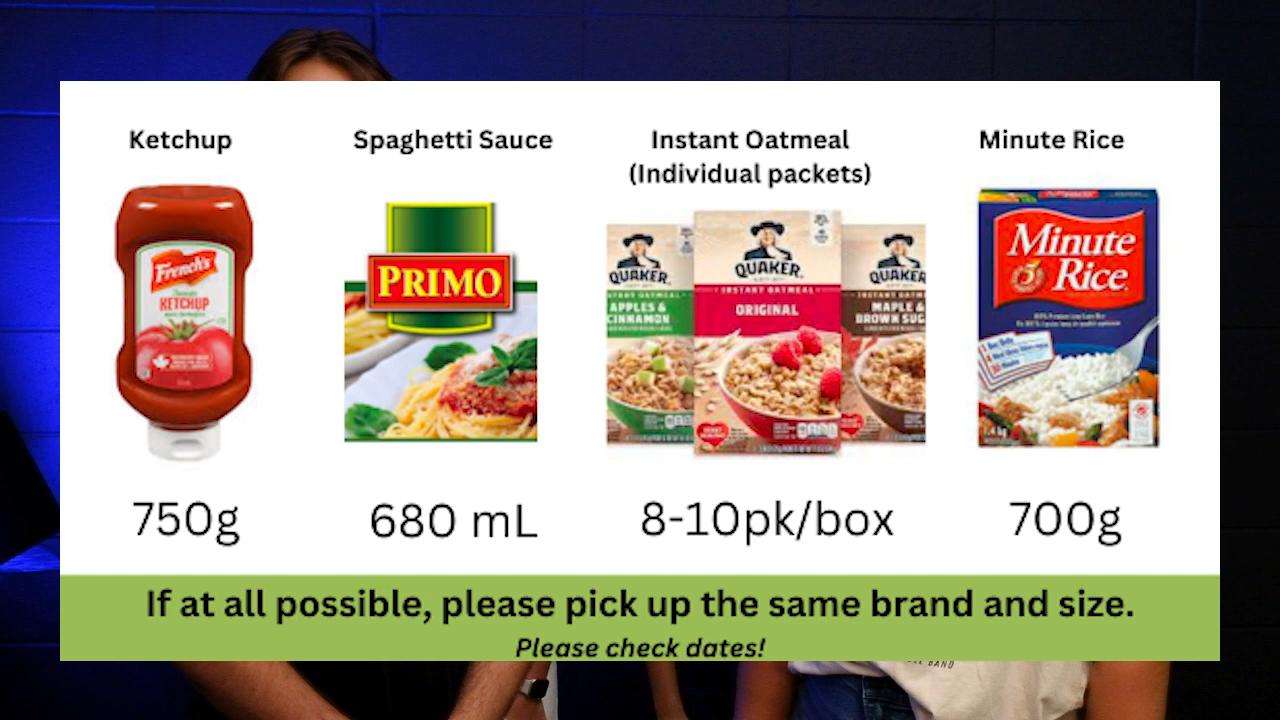 Ketchup
Spaghetti Sauce
Instant Oatmeal
(Individual packets)
Minute Rice
French's
KETCHUP
PRIMO
QUAKER
INSTANT OATMEAL
APPLES &
CINNAMON
QUAKER
INSTANT OATMEAL
ORIGINAL
QUAKER
MAPLE &
BROWN SUG
Minute
Rice
750g
680 mL
8-10pk/box
700g
If at all possible, please pick up the same brand and size.
Please check dates!
BAND